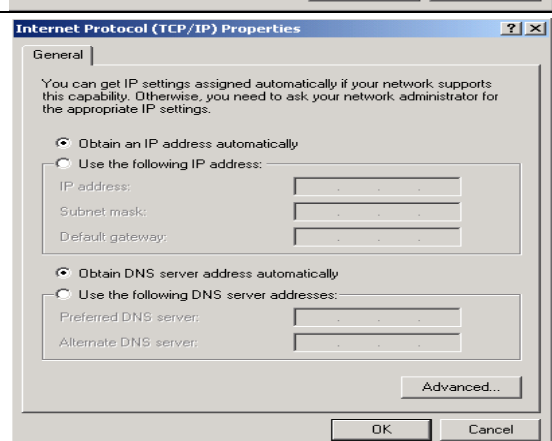 Internet Protocol (TCP/IP) Properties
General
You can get IP settings assigned automatically if your network supports
this capability. Otherwise, you need to ask your network administrator for
the appropriate IP settings.
Obtain an IP address automatically
Use the following IP address:
IP address:
Subnet mask:
Default gateway:
Obtain DNS server address automatically
Use the following DNS server addresses:
Preferred DNS server:
Alternate DNS server:
Advanced...
OK Cancel